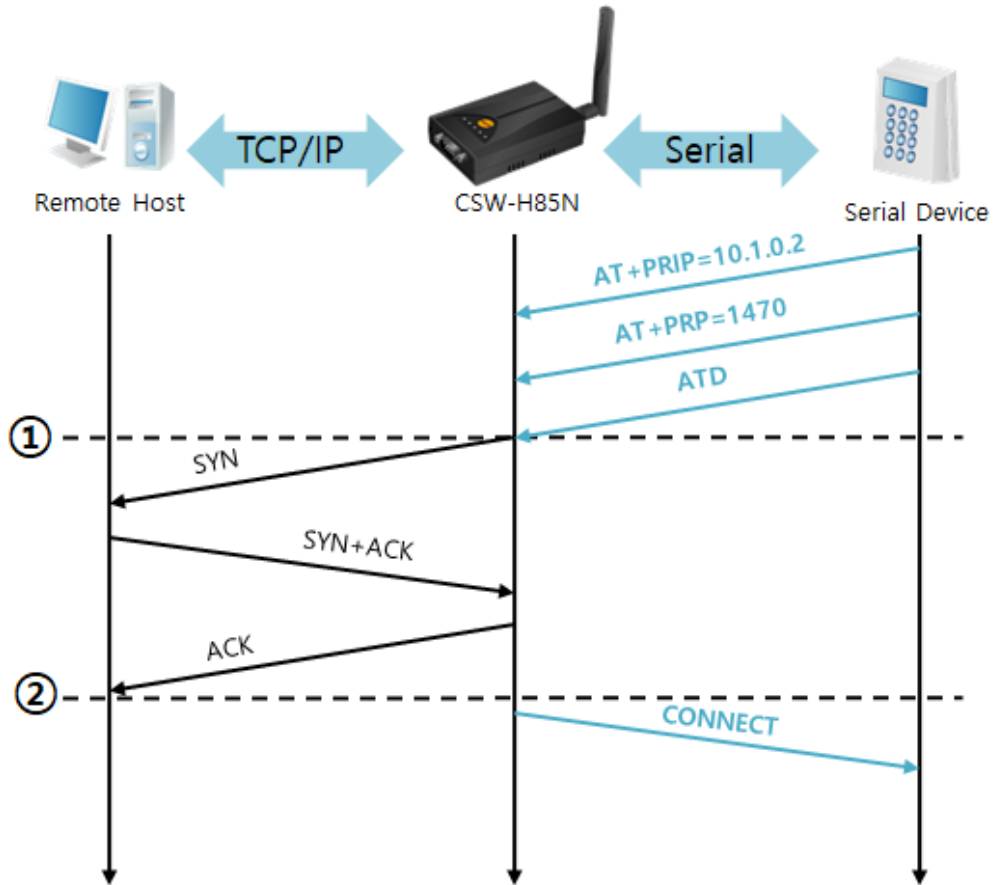 TCP/IP
Serial
Remote Host
CSW-H85N
Serial Device
AT+PRIP=10.1.0.2
AT+PRP=1470
ATD
①
SYN
SYN+ACK
ACK
②
CONNECT